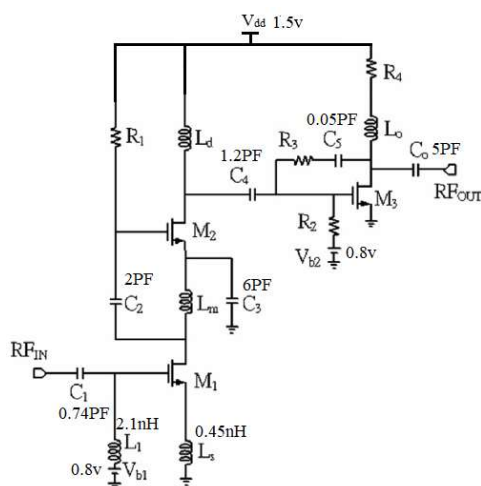 Vdd 1.5v
R4
R1
0.05PF
Ld
1.2PF
R3
C5
Lo
Co 5PF
C4
RFOUT
M3
M2
R2
Vb2
0.8v
2PF
6PF
C2
Lm
C3
RFIN
C1
M1
0.74PF
2.1nH
L1
0.45nH
0.8v
Vb1
Ls